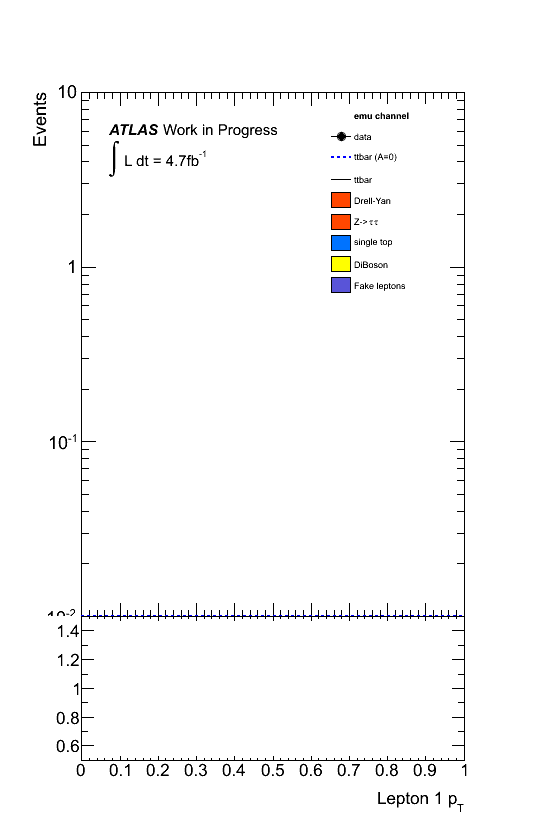 Events
10
1
10-1
10-2
ATLAS Work in Progress
∫ L dt = 4.7fb-1
emu channel
data
ttbar (A=0)
ttbar
Drell-Yan
Z->ττ
single top
DiBoson
Fake leptons
1.4
1.2
1
0.8
0.6
0 0.1 0.2 0.3 0.4 0.5 0.6 0.7 0.8 0.9 1
Lepton 1 pT